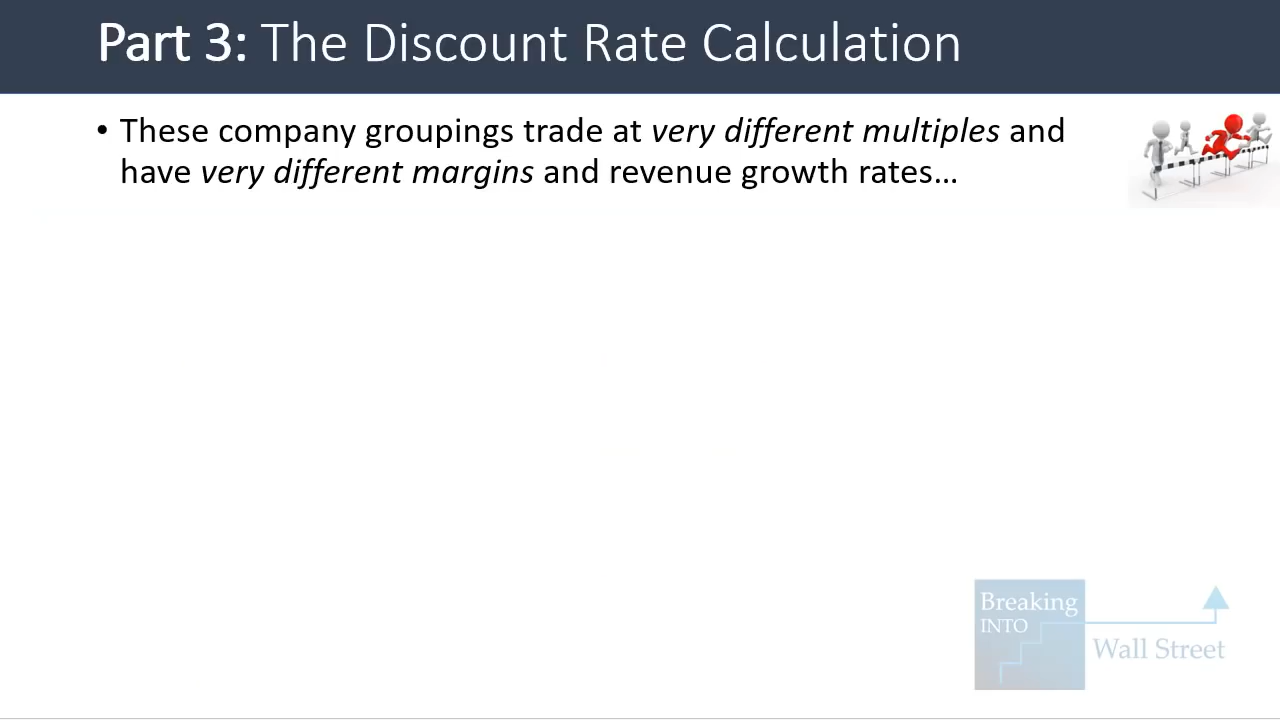 Part 3: The Discount Rate Calculation
• These company groupings trade at very different multiples and
have very different margins and revenue growth rates…
Breaking
INTO
Wall Street